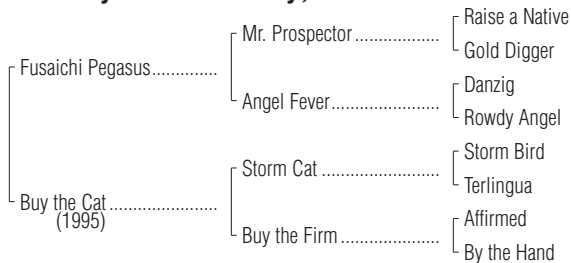 Raise a Native
Mr. Prospector
Gold Digger
Fusaichi Pegasus
Danzig
Angel Fever
Rowdy Angel
Storm Bird
Storm Cat
Terlingua
Buy the Cat
(1995)
Affirmed
Buy the Firm
By the Hand